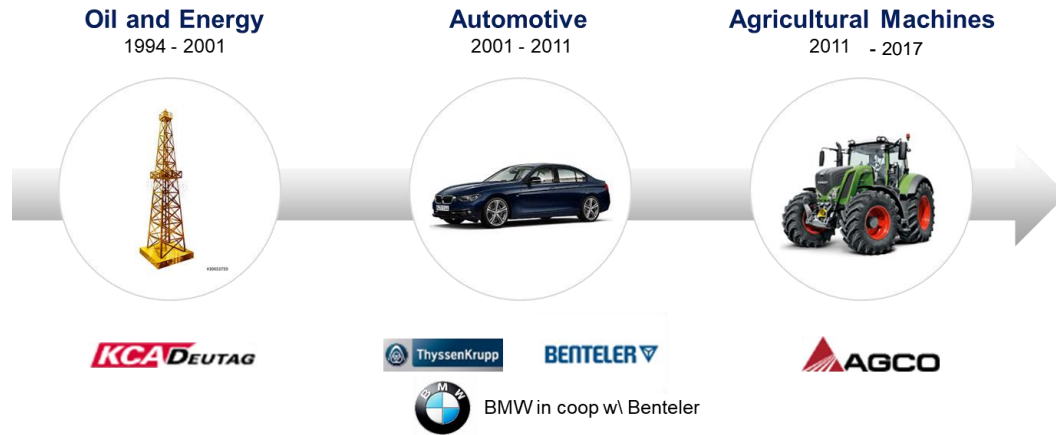 Oil and Energy
1994 - 2001
Automotive
2001 - 2011
Agricultural Machines
2011 - 2017
KCA DEUTAG
ThyssenKrupp
BENTELER
AGCO
BMW
BMW in coop w\ Benteler